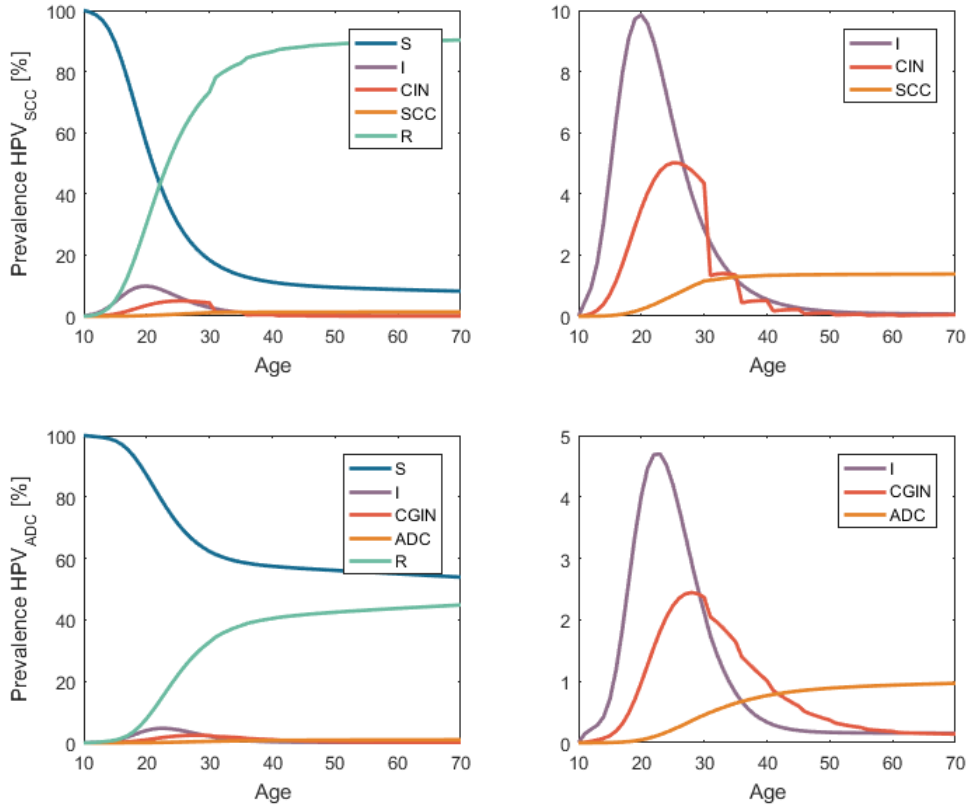 100
80
60
40
20
0
Prevalence HPV_SCC [%]
10 20 30 40 50 60 70
Age
S
I
CIN
SCC
R
10
8
6
4
2
0
10 20 30 40 50 60 70
Age
I
CIN
SCC
100
80
60
40
20
0
Prevalence HPV_ADC [%]
10 20 30 40 50 60 70
Age
S
I
CGIN
ADC
R
5
4
3
2
1
0
10 20 30 40 50 60 70
Age
I
CGIN
ADC